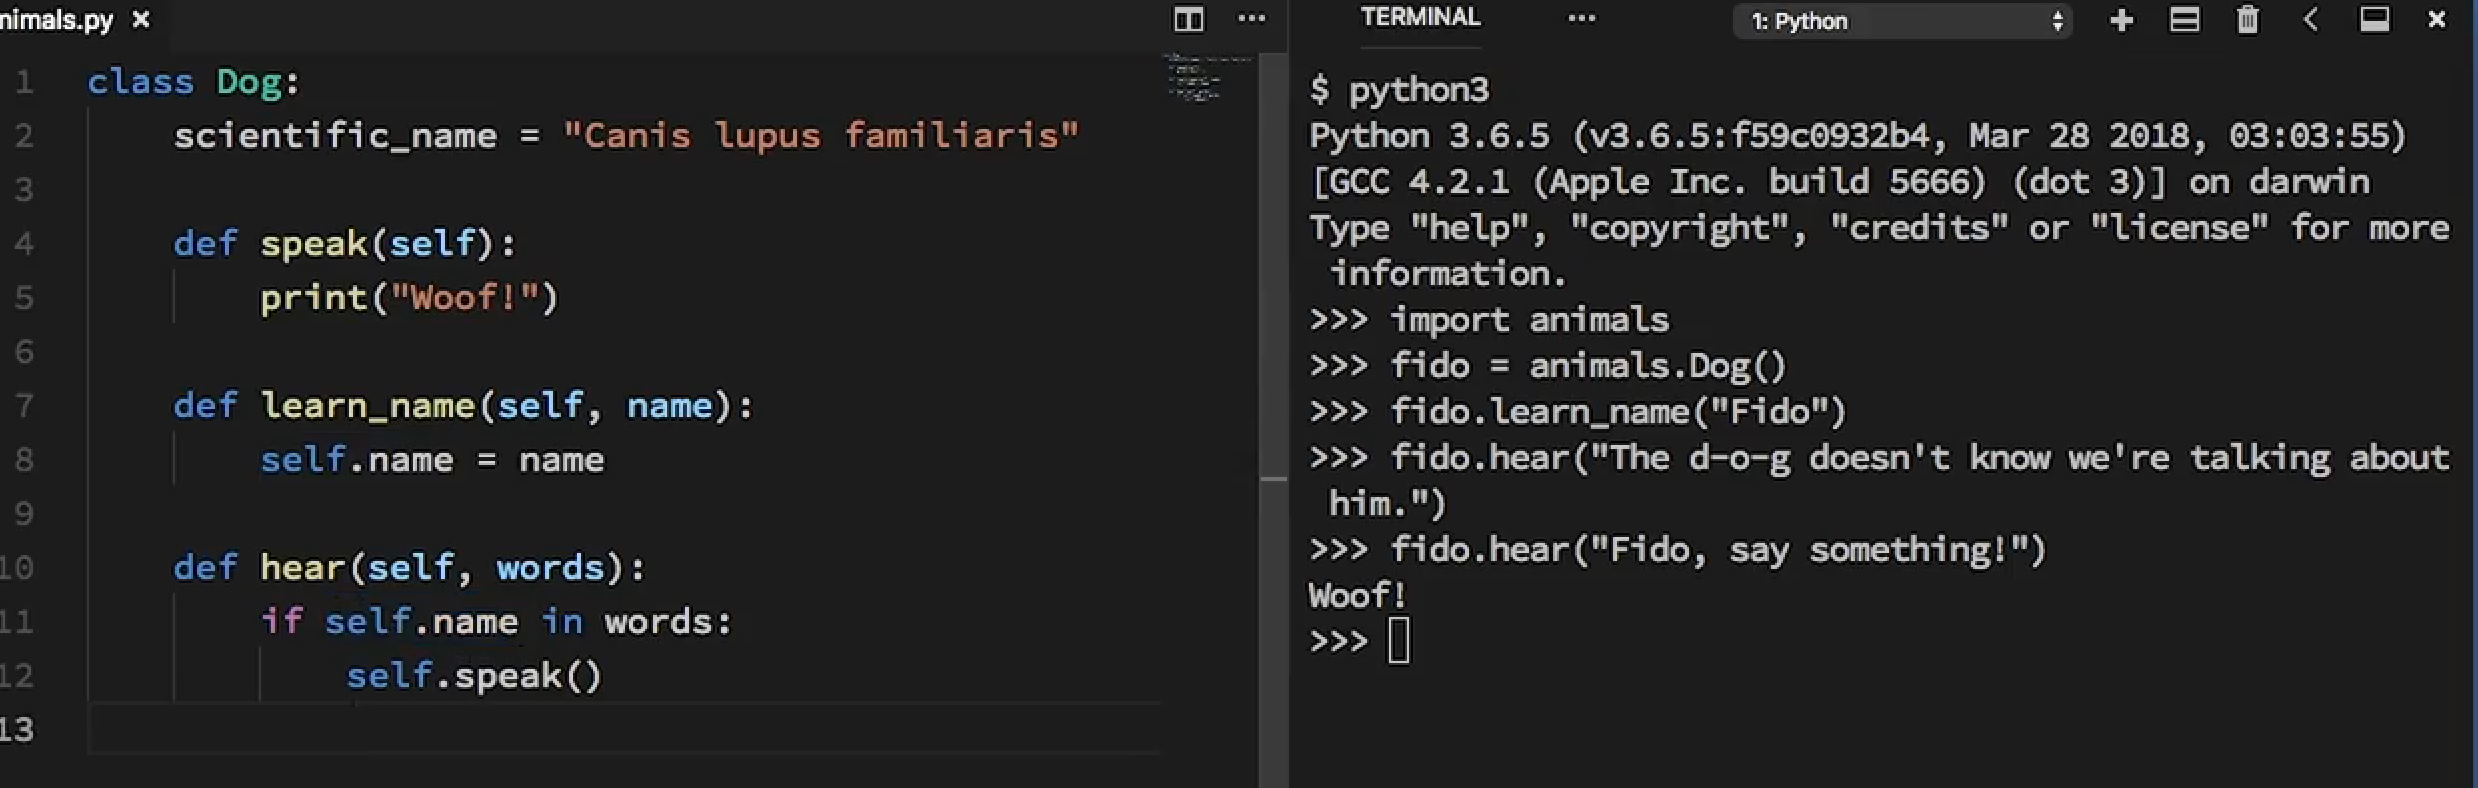 nimals.py ×
1 class Dog:
2     scientific_name = "Canis lupus familiaris"
3
4     def speak(self):
5         print("Woof!")
6
7     def learn_name(self, name):
8         self.name = name
9
10     def hear(self, words):
11         if self.name in words:
12             self.speak()
13
TERMINAL ··· 1: Python
$ python3
Python 3.6.5 (v3.6.5:f59c0932b4, Mar 28 2018, 03:03:55)
[GCC 4.2.1 (Apple Inc. build 5666) (dot 3)] on darwin
Type "help", "copyright", "credits" or "license" for more
 information.
>>> import animals
>>> fido = animals.Dog()
>>> fido.learn_name("Fido")
>>> fido.hear("The d-o-g doesn't know we're talking about
 him.")
>>> fido.hear("Fido, say something!")
Woof!
>>>